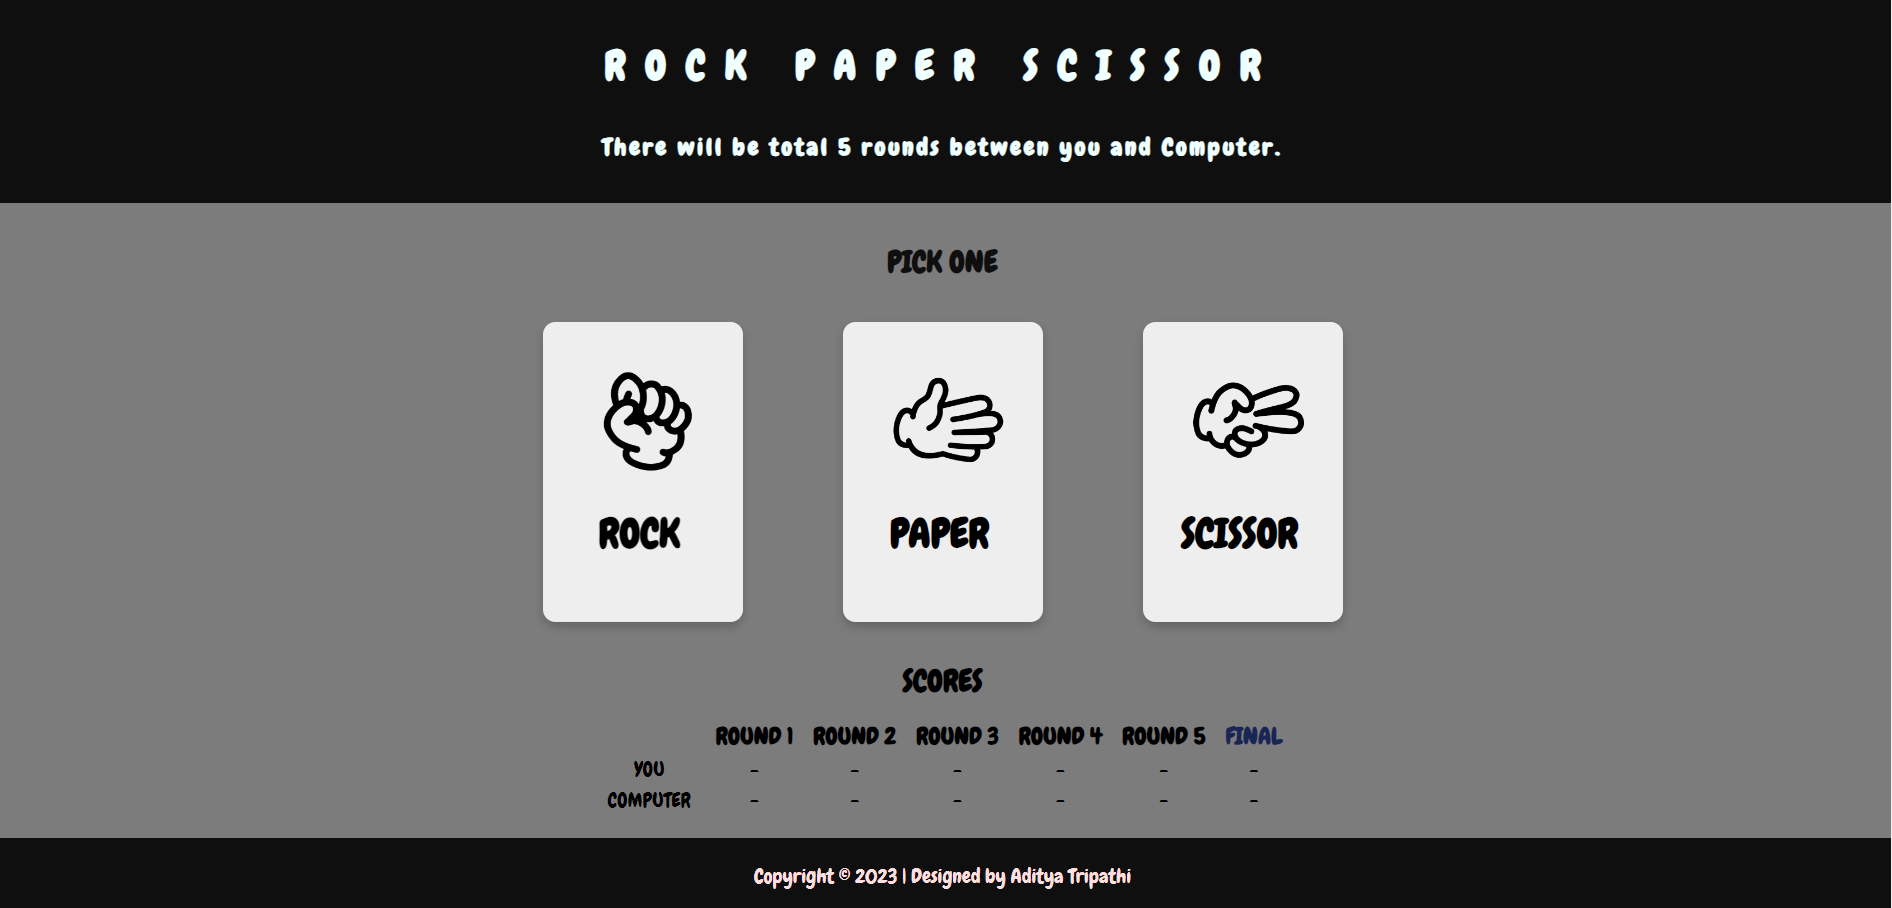 ROCK PAPER SCISSOR
There will be total 5 rounds between you and Computer.
PICK ONE
ROCK PAPER SCISSOR
SCORES
ROUND 1 ROUND 2 ROUND 3 ROUND 4 ROUND 5 FINAL
YOU - - - - - -
COMPUTER - - - - - -
Copyright © 2023 | Designed by Aditya Tripathi